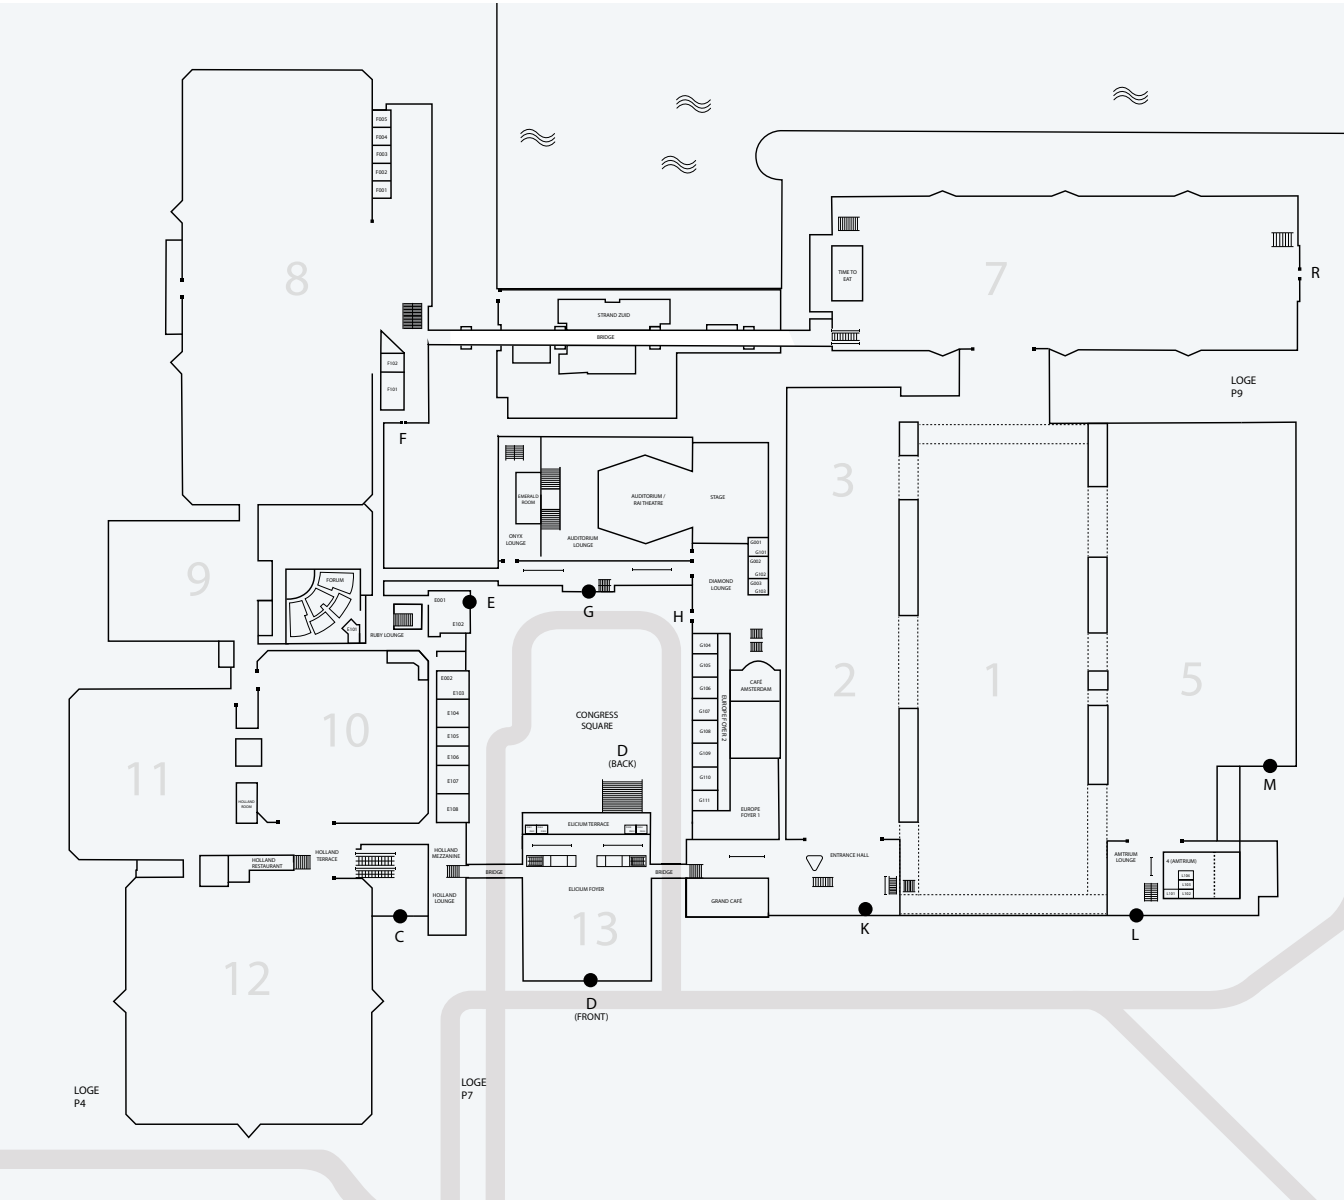 F005
F004
F003
F002
F001
8
7
R
TIME TO
EAT
STRAND ZUID
BRIDGE
F102
F101
F
LOGE
P9
3
EMERALD
ROOM
AUDITORIUM /
RAI THEATRE
STAGE
ONYX
LOUNGE
AUDITORIUM
LOUNGE
G001
G101
G002
G102
G003
G103
DIAMOND
LOUNGE
9
FORUM
E101
RUBY LOUNGE
E001
E102
E
G
H
G104
G105
G106
G107
G108
G109
G110
G111
EUROPE FOYER 2
CAFÉ
AMSTERDAM
EUROPE
FOYER 1
E002
E103
E104
E105
E106
E107
E108
2
1
5
10
11
HOLLAND
ROOM
CONGRESS
SQUARE
D
(BACK)
M
ELICIUM TERRACE
HOLLAND
RESTAURANT
HOLLAND
TERRACE
HOLLAND
MEZZANINE
BRIDGE
BRIDGE
ELICIUM FOYER
HOLLAND
LOUNGE
ENTRANCE HALL
GRAND CAFÉ
AMTRIUM
LOUNGE
4 (AMTRIUM)
L106
L103
L101
L102
C
13
K
L
12
D
(FRONT)
LOGE
P4
LOGE
P7